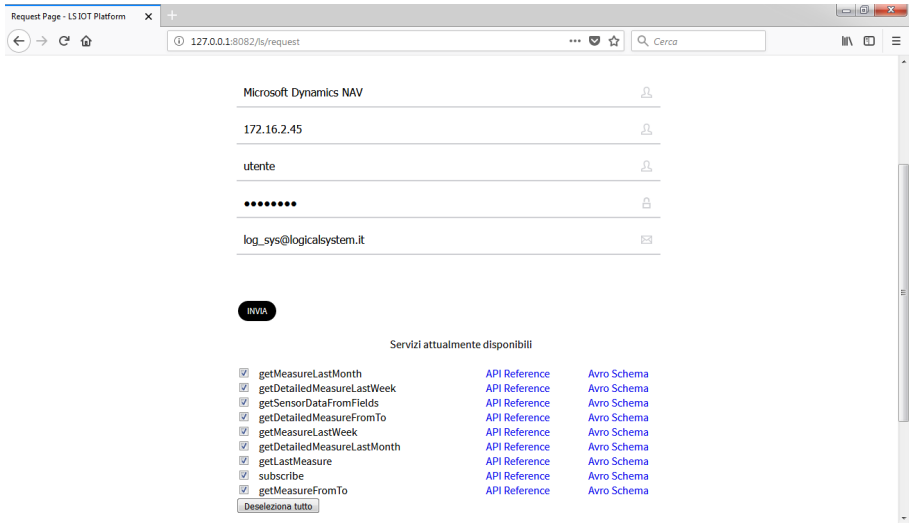 Request Page - LS IOT Platform
127.0.0.1:8082/ls/request
Cerca
Microsoft Dynamics NAV
172.16.2.45
utente
●●●●●●●●
log_sys@logicalsystem.it
INVIA
Servizi attualmente disponibili
getMeasureLastMonth API Reference Avro Schema
getDetailedMeasureLastWeek API Reference Avro Schema
getSensorDataFromFields API Reference Avro Schema
getDetailedMeasureFromTo API Reference Avro Schema
getMeasureLastWeek API Reference Avro Schema
getDetailedMeasureLastMonth API Reference Avro Schema
getLastMeasure API Reference Avro Schema
subscribe API Reference Avro Schema
getMeasureFromTo API Reference Avro Schema
Deseleziona tutto